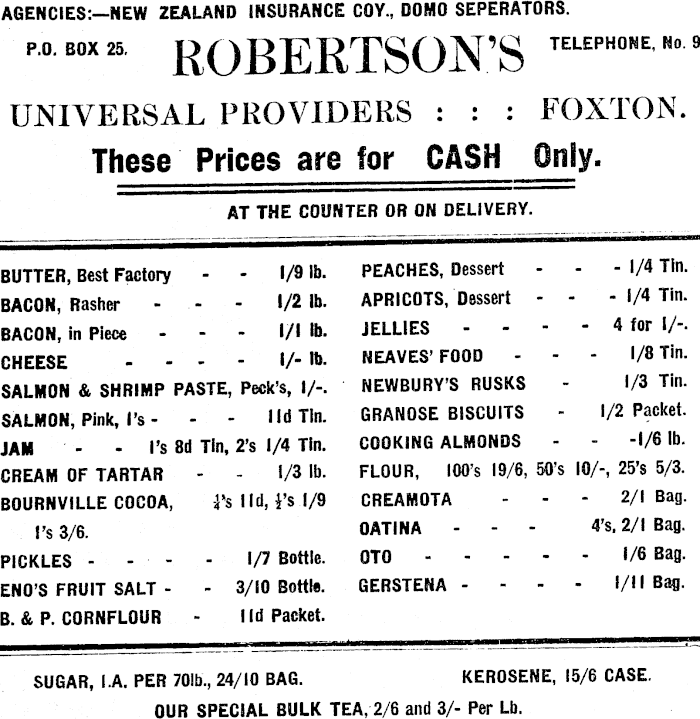 AGENCIES:—NEW ZEALAND INSURANCE COY., DOMO SEPERATORS.
P.O. BOX 25. ROBERTSON'S TELEPHONE, No. 9
UNIVERSAL PROVIDERS : : : FOXTON.
These Prices are for CASH Only.
AT THE COUNTER OR ON DELIVERY.
BUTTER, Best Factory - - 1/9 lb.
BACON, Rasher - - - 1/2 lb.
BACON, in Piece - - - 1/1 lb.
CHEESE - - - - 1/- lb.
SALMON & SHRIMP PASTE, Peck's, 1/-.
SALMON, Pink, 1's - - - 11d Tin.
JAM - - 1's 8d Tin, 2's 1/4 Tin.
CREAM OF TARTAR - - 1/3 lb.
BOURNVILLE COCOA, ¼'s 11d, ½'s 1/9
1's 3/6.
PICKLES - - - - 1/7 Bottle.
ENO'S FRUIT SALT - - 3/10 Bottle.
B. & P. CORNFLOUR - 11d Packet.
PEACHES, Dessert - - - 1/4 Tin.
APRICOTS, Dessert - - - 1/4 Tin.
JELLIES - - - - 4 for 1/-.
NEAVES' FOOD - - - 1/8 Tin.
NEWBURY'S RUSKS - 1/3 Tin.
GRANOSE BISCUITS - 1/2 Packet.
COOKING ALMONDS - - -1/6 lb.
FLOUR, 100's 19/6, 50's 10/-, 25's 5/3.
CREAMOTA - - - 2/1 Bag.
OATINA - - - 4's, 2/1 Bag.
OTO - - - - - 1/6 Bag.
GERSTENA - - - - 1/11 Bag.
SUGAR, 1.A. PER 70lb., 24/10 BAG. KEROSENE, 15/6 CASE.
OUR SPECIAL BULK TEA, 2/6 and 3/- Per Lb.